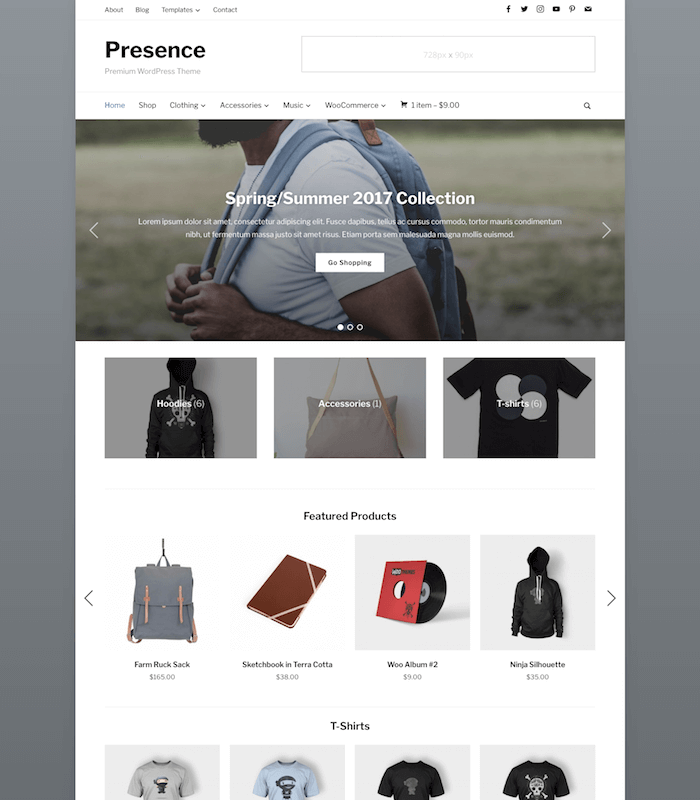 About Blog Templates Contact
Presence
Premium WordPress Theme
728px x 90px
Home Shop Clothing Accessories Music WooCommerce 1 item – $9.00
Spring/Summer 2017 Collection
Lorem ipsum dolor sit amet, consectetur adipiscing elit. Fusce dapibus, tellus ac cursus commodo, tortor mauris condimentum
nibh, ut fermentum massa justo sit amet risus. Etiam porta sem malesuada magna mollis euismod.
Go Shopping
Hoodies (6) Accessories (1) T-shirts (6)
Featured Products
Farm Ruck Sack Sketchbook in Terra Cotta Woo Album #2 Ninja Silhouette
$165.00 $38.00 $9.00 $35.00
T-Shirts